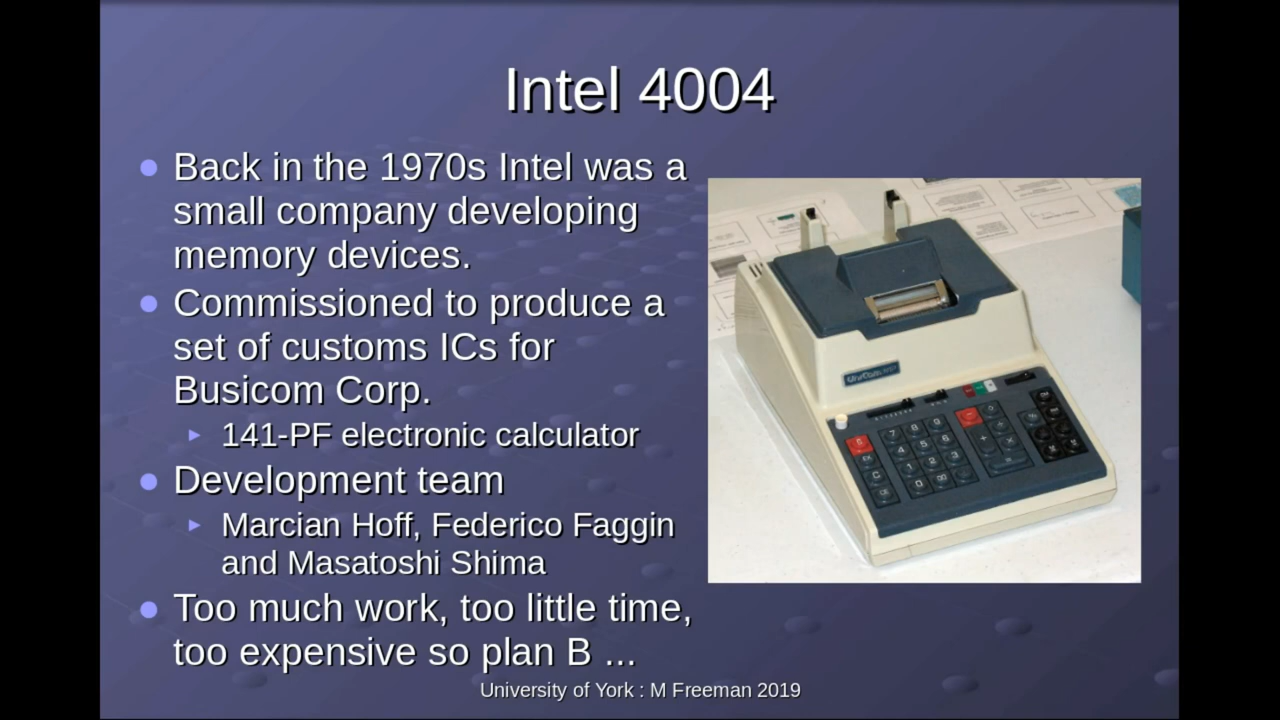 Intel 4004
Back in the 1970s Intel was a
small company developing
memory devices.
Commissioned to produce a
set of customs ICs for
Busicom Corp.
141-PF electronic calculator
Development team
Marcian Hoff, Federico Faggin
and Masatoshi Shima
Too much work, too little time,
too expensive so plan B ...
University of York : M Freeman 2019